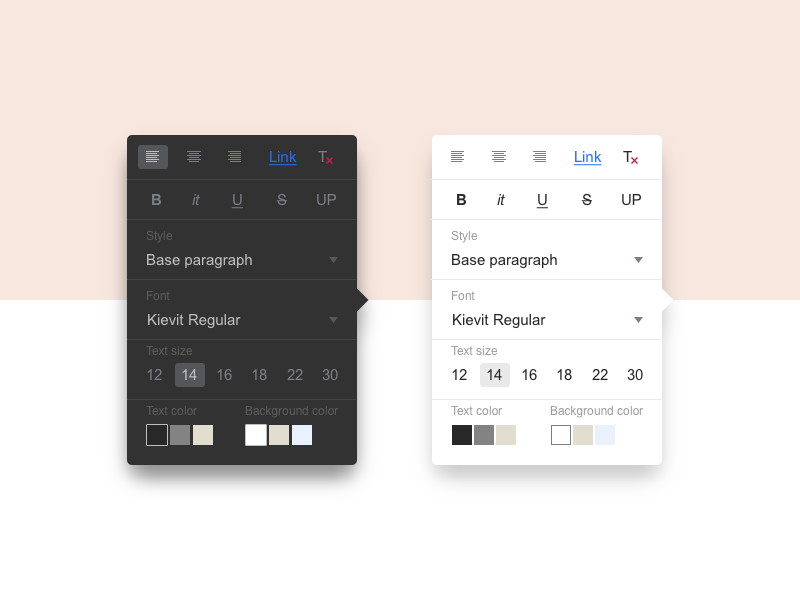 Link T×
B it U S UP
Style
Base paragraph
Font
Kievit Regular
Text size
12 14 16 18 22 30
Text color Background color
Link T×
B it U S UP
Style
Base paragraph
Font
Kievit Regular
Text size
12 14 16 18 22 30
Text color Background color